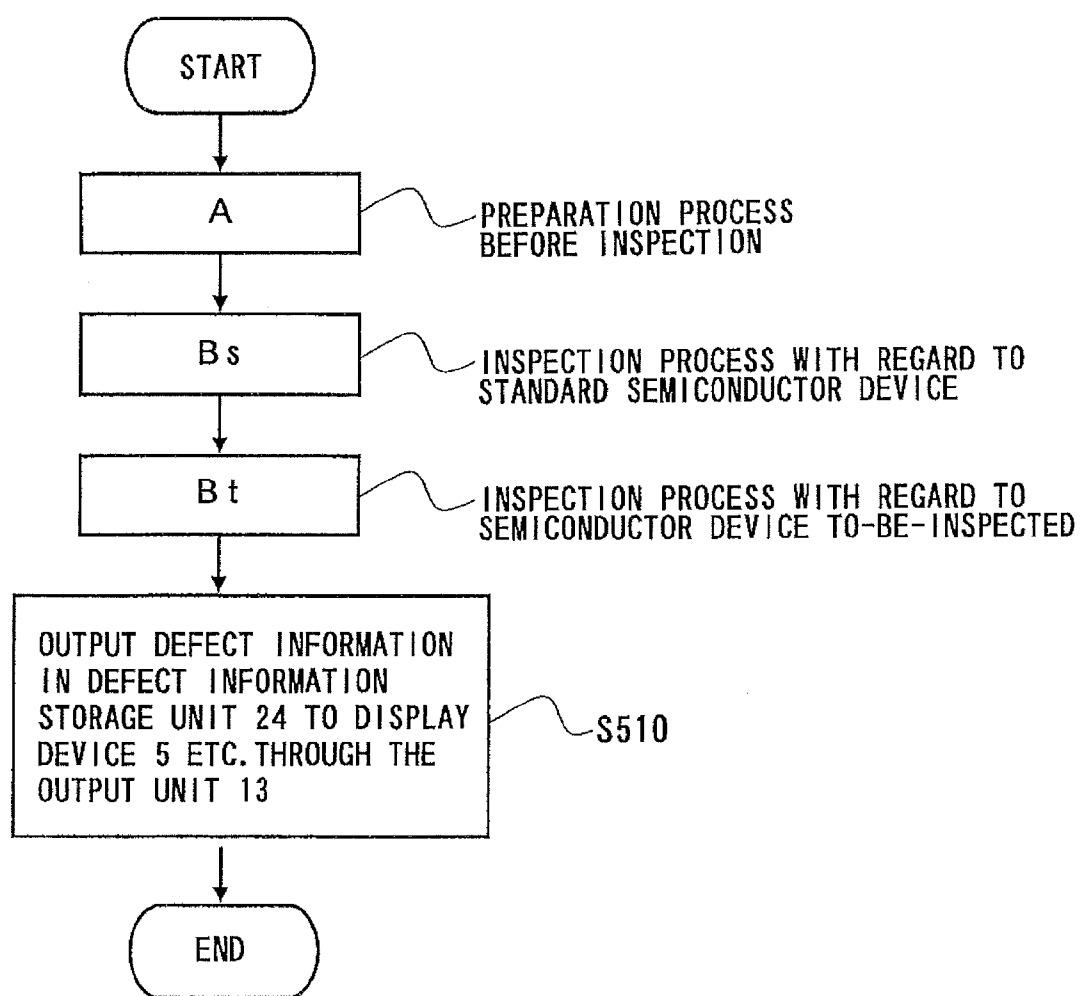 START
A
PREPARATION PROCESS
BEFORE INSPECTION
Bs
INSPECTION PROCESS WITH REGARD TO
STANDARD SEMICONDUCTOR DEVICE
Bt
INSPECTION PROCESS WITH REGARD TO
SEMICONDUCTOR DEVICE TO-BE-INSPECTED
OUTPUT DEFECT INFORMATION
IN DEFECT INFORMATION
STORAGE UNIT 24 TO DISPLAY
DEVICE 5 ETC.THROUGH THE
OUTPUT UNIT 13
S510
END